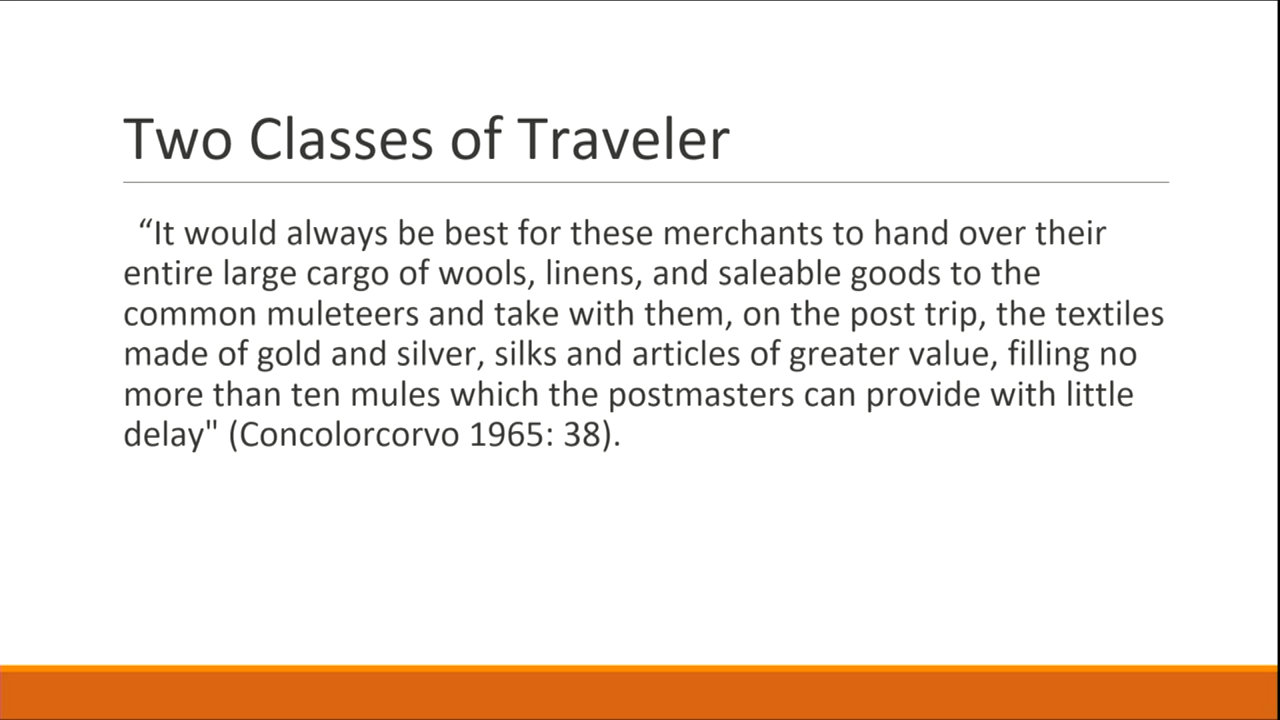 Two Classes of Traveler
“It would always be best for these merchants to hand over their
entire large cargo of wools, linens, and saleable goods to the
common muleteers and take with them, on the post trip, the textiles
made of gold and silver, silks and articles of greater value, filling no
more than ten mules which the postmasters can provide with little
delay" (Concolorcorvo 1965: 38).